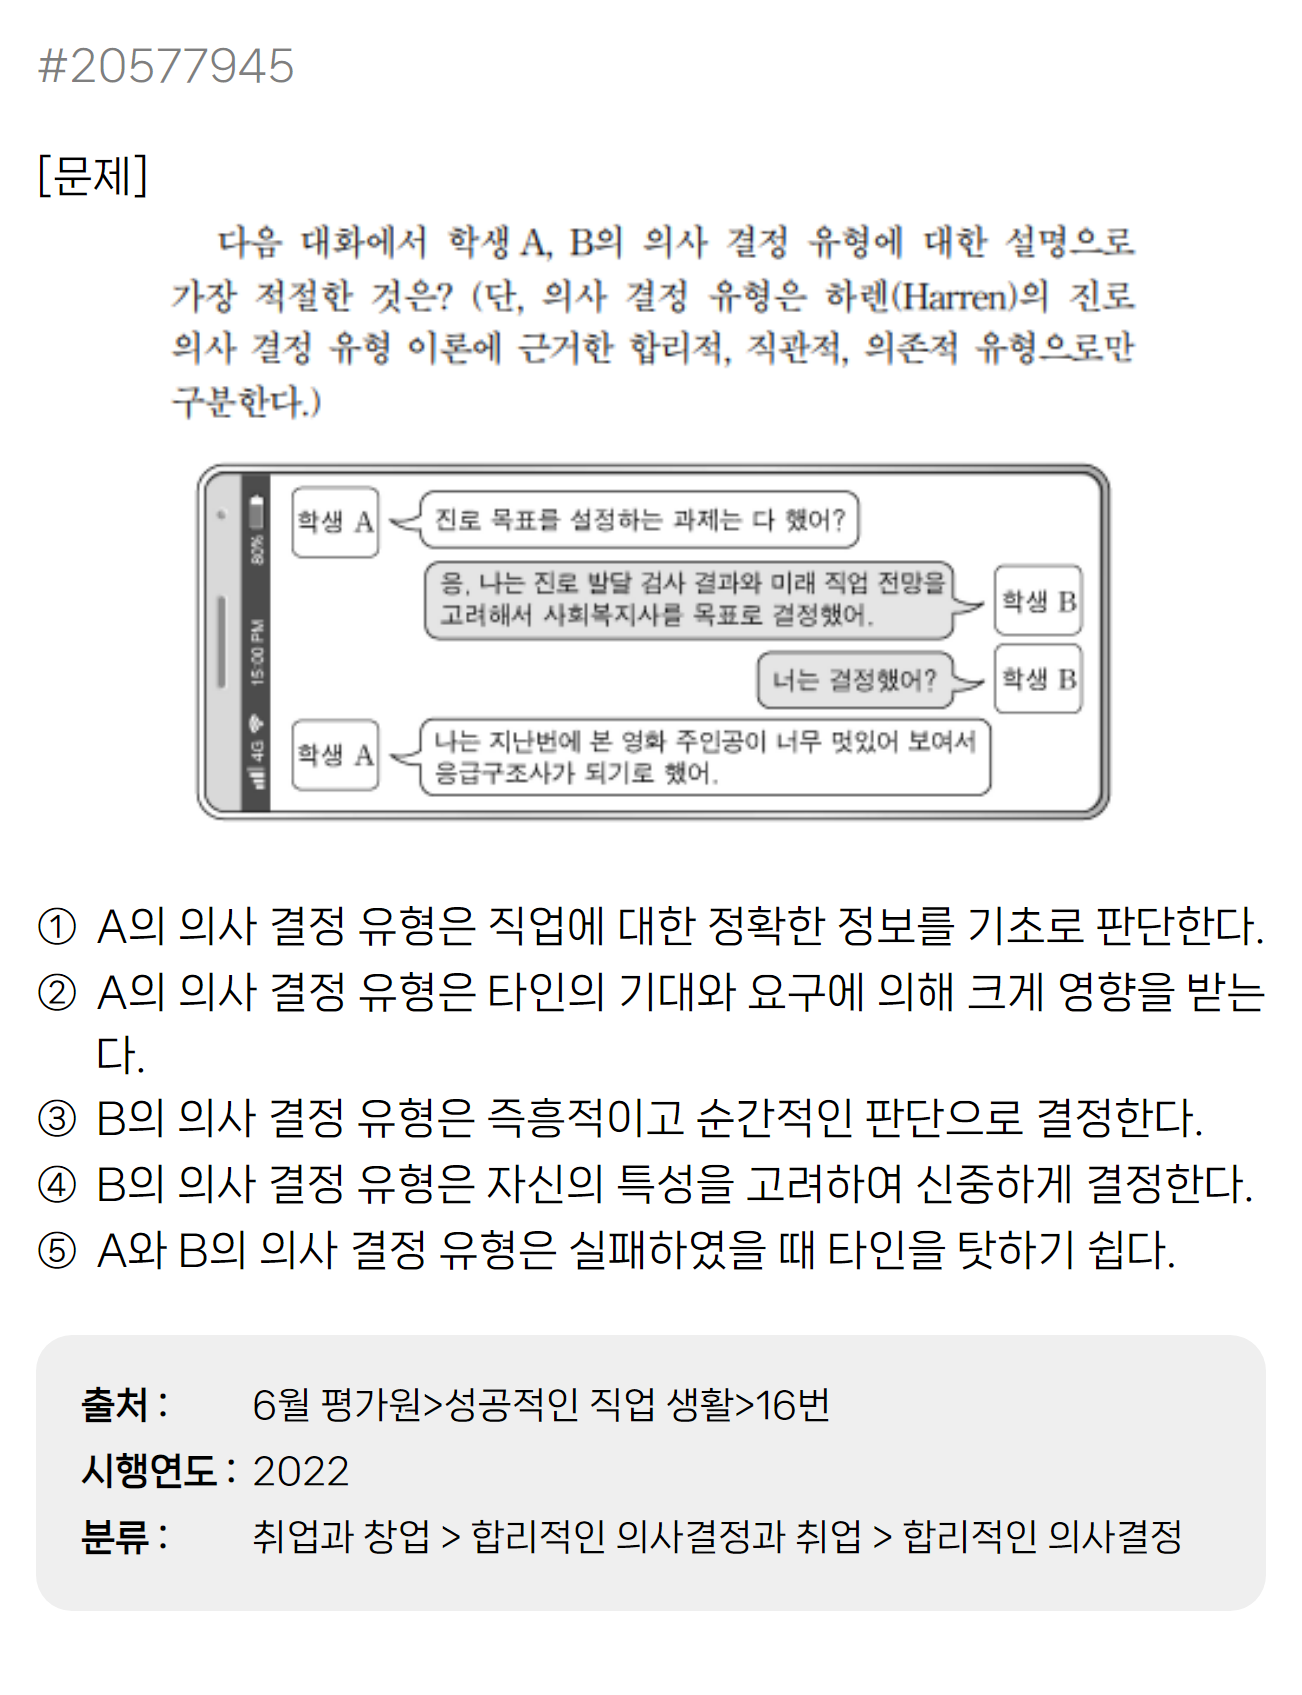 #20577945
[문제]
다음 대화에서 학생 A, B의 의사 결정 유형에 대한 설명으로
가장 적절한 것은? (단, 의사 결정 유형은 하렌(Harren)의 진로
의사 결정 유형 이론에 근거한 합리적, 직관적, 의존적 유형으로만
구분한다.)
80%
15:00 PM
4G
학생 A
진로 목표를 설정하는 과제는 다 했어?
응, 나는 진로 발달 검사 결과와 미래 직업 전망을
고려해서 사회복지사를 목표로 결정했어.
학생 B
너는 결정했어?
학생 B
학생 A
나는 지난번에 본 영화 주인공이 너무 멋있어 보여서
응급구조사가 되기로 했어.
① A의 의사 결정 유형은 직업에 대한 정확한 정보를 기초로 판단한다.
② A의 의사 결정 유형은 타인의 기대와 요구에 의해 크게 영향을 받는
다.
③ B의 의사 결정 유형은 즉흥적이고 순간적인 판단으로 결정한다.
④ B의 의사 결정 유형은 자신의 특성을 고려하여 신중하게 결정한다.
⑤ A와 B의 의사 결정 유형은 실패하였을 때 타인을 탓하기 쉽다.
출처 : 6월 평가원>성공적인 직업 생활>16번
시행연도 : 2022
분류 : 취업과 창업 > 합리적인 의사결정과 취업 > 합리적인 의사결정